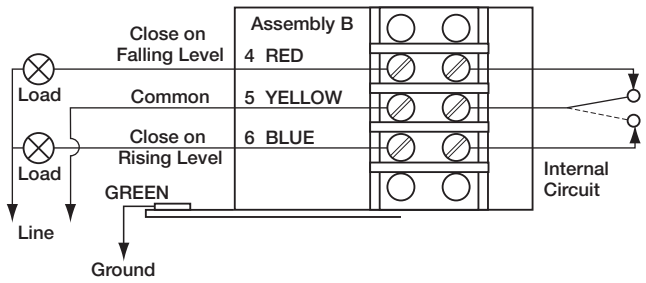 Assembly B
Close on
Falling Level
4 RED
Load
Common
5 YELLOW
Close on
Rising Level
6 BLUE
Load
GREEN
Internal
Circuit
Line
Ground